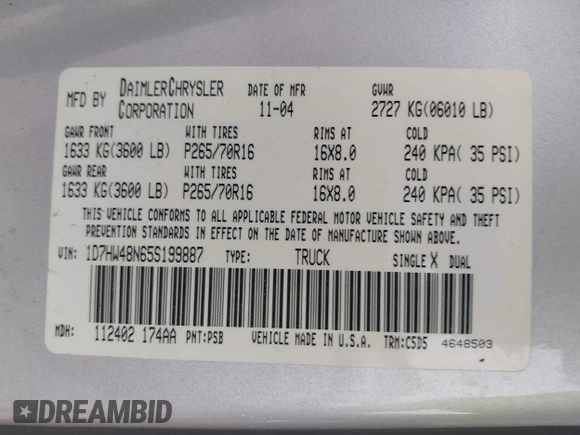 MFD BY DAIMLERCHRYSLER CORPORATION DATE OF MFR 11-04 GVWR 2727 KG(06010 LB)
GAWR FRONT WITH TIRES RIMS AT COLD
1633 KG(3600 LB) P265/70R16 16X8.0 240 KPA( 35 PSI)
GAWR REAR WITH TIRES RIMS AT COLD
1633 KG(3600 LB) P265/70R16 16X8.0 240 KPA( 35 PSI)
THIS VEHICLE CONFORMS TO ALL APPLICABLE FEDERAL MOTOR VEHICLE SAFETY AND THEFT
PREVENTION STANDARDS IN EFFECT ON THE DATE OF MANUFACTURE SHOWN ABOVE.
VIN: 1D7HW48N65S199887 TYPE: TRUCK SINGLE X DUAL
MDH: 112402 174AA PNT:PSB VEHICLE MADE IN U.S.A. TRM:C5D5 4648503
DREAMBID